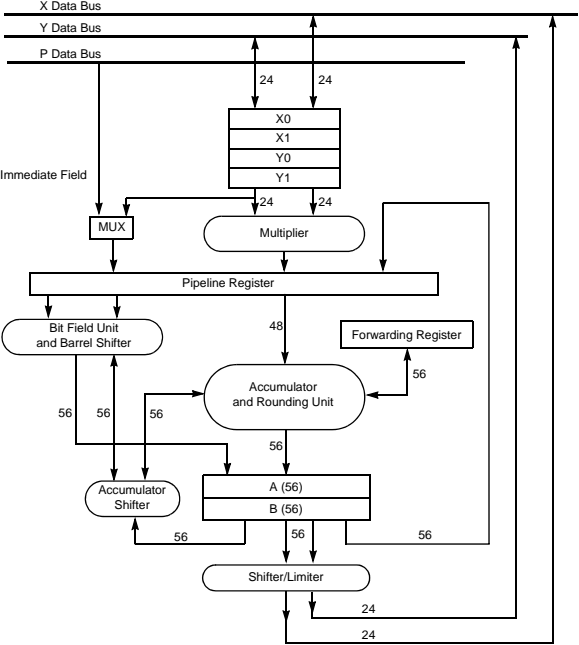 X Data Bus
Y Data Bus
P Data Bus
24
24
X0
X1
Y0
Y1
Immediate Field
24
24
MUX
Multiplier
Pipeline Register
48
Bit Field Unit
and Barrel Shifter
Forwarding Register
56
Accumulator
and Rounding Unit
56
56
56
56
A (56)
B (56)
Accumulator
Shifter
56
56
56
Shifter/Limiter
24
24